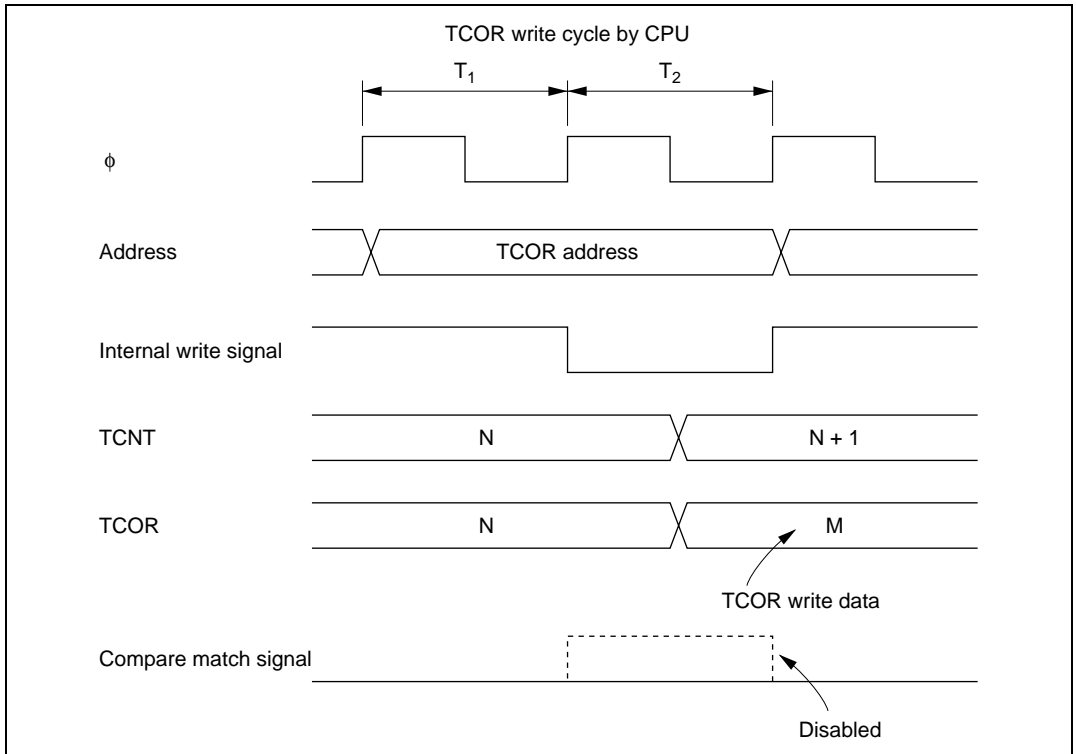 TCOR write cycle by CPU
T1 T2
ϕ
Address TCOR address
Internal write signal
TCNT N N + 1
TCOR N M
TCOR write data
Compare match signal
Disabled